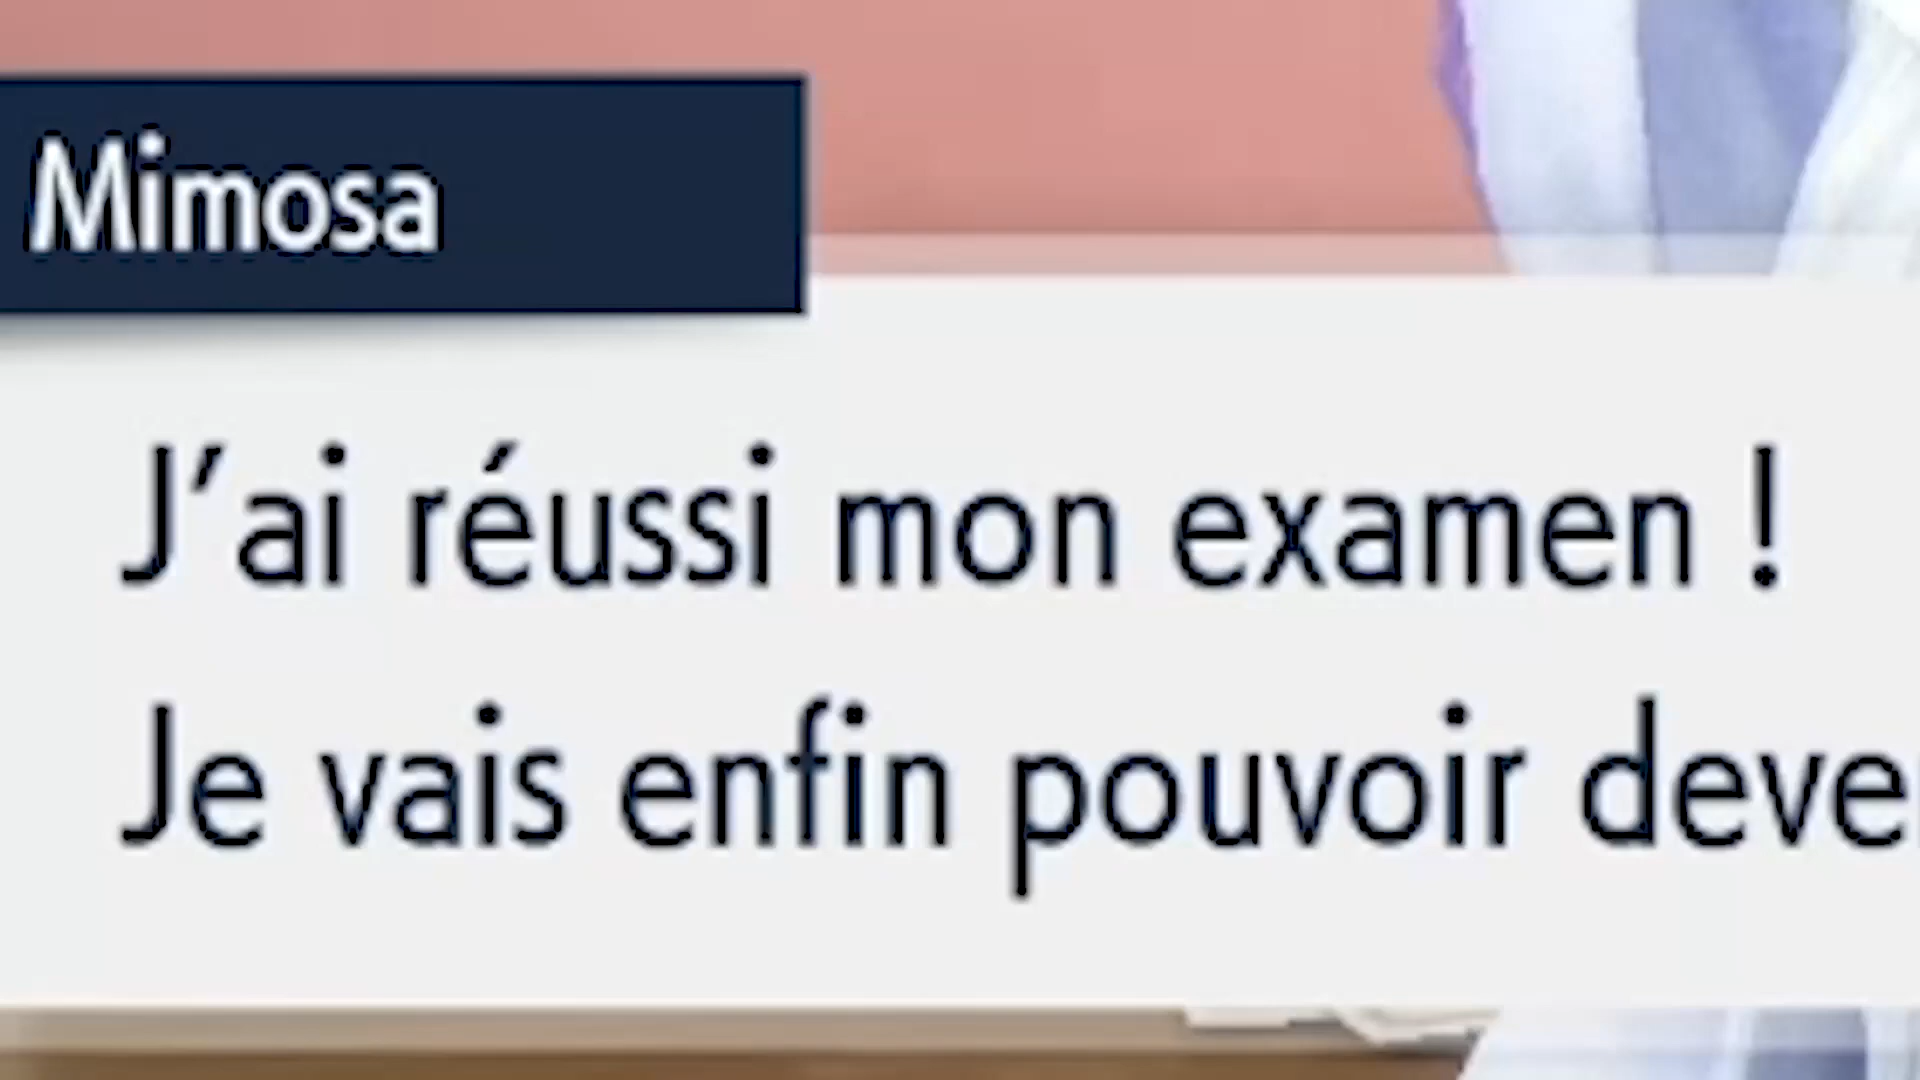 Mimosa
J’ai réussi mon examen !
Je vais enfin pouvoir